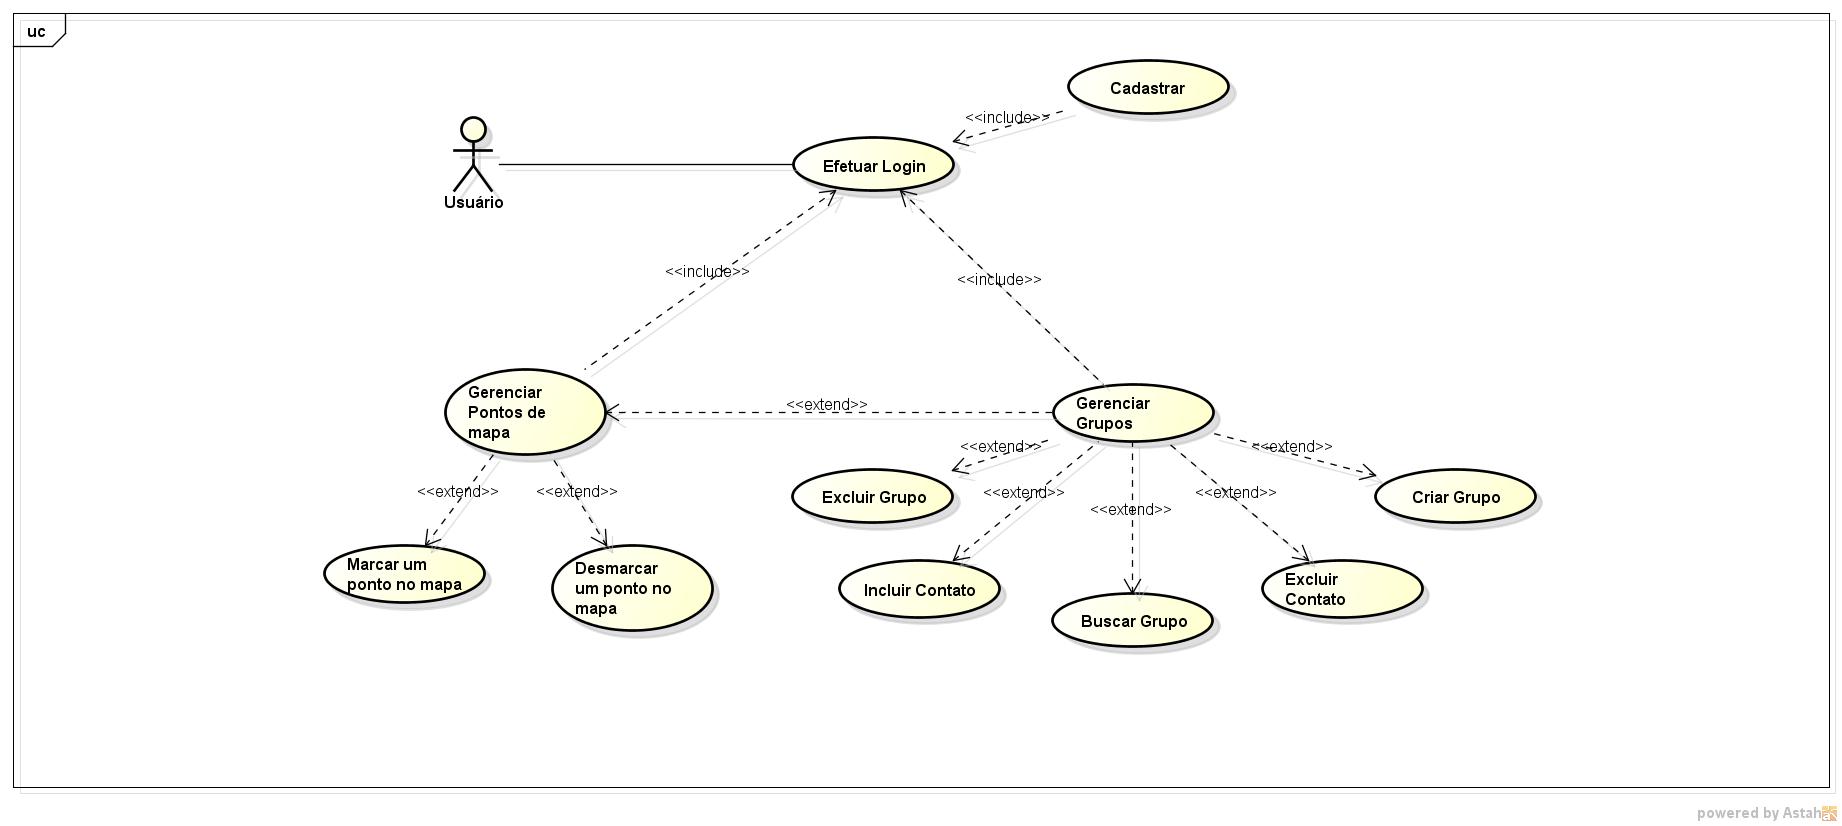 uc
Cadastrar
<<include>>
Efetuar Login
Usuário
<<include>>
<<include>>
Gerenciar
Pontos de
mapa
<<extend>>
Gerenciar
Grupos
<<extend>>
<<extend>>
Excluir Grupo
Criar Grupo
<<extend>>
<<extend>>
<<extend>>
<<extend>>
<<extend>>
Marcar um
ponto no mapa
Desmarcar
um ponto no
mapa
Incluir Contato
Buscar Grupo
Excluir
Contato
powered by Astah